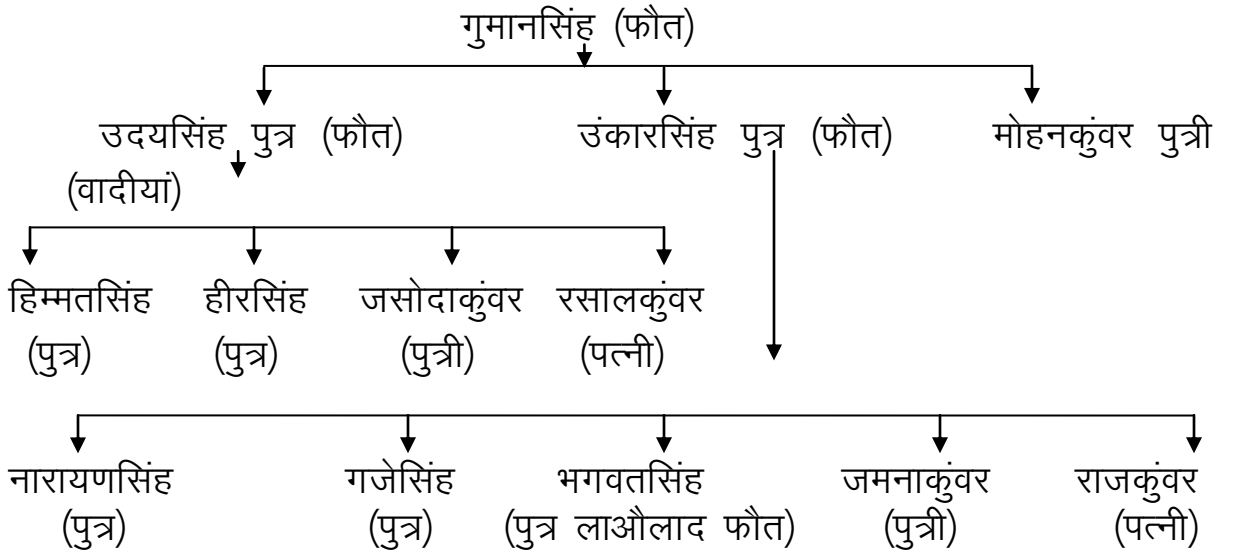 गुमानसिंह (फौत)
उदयसिंह पुत्र (फौत) उंकारसिंह पुत्र (फौत) मोहनकुंवर पुत्री
(वादीयां)
हिम्मतसिंह हीरसिंह जसोदाकुंवर रसालकुंवर
(पुत्र) (पुत्र) (पुत्री) (पत्नी)
नारायणसिंह गजेसिंह भगवतसिंह जमनाकुंवर राजकुंवर
(पुत्र) (पुत्र) (पुत्र लाऔलाद फौत) (पुत्री) (पत्नी)